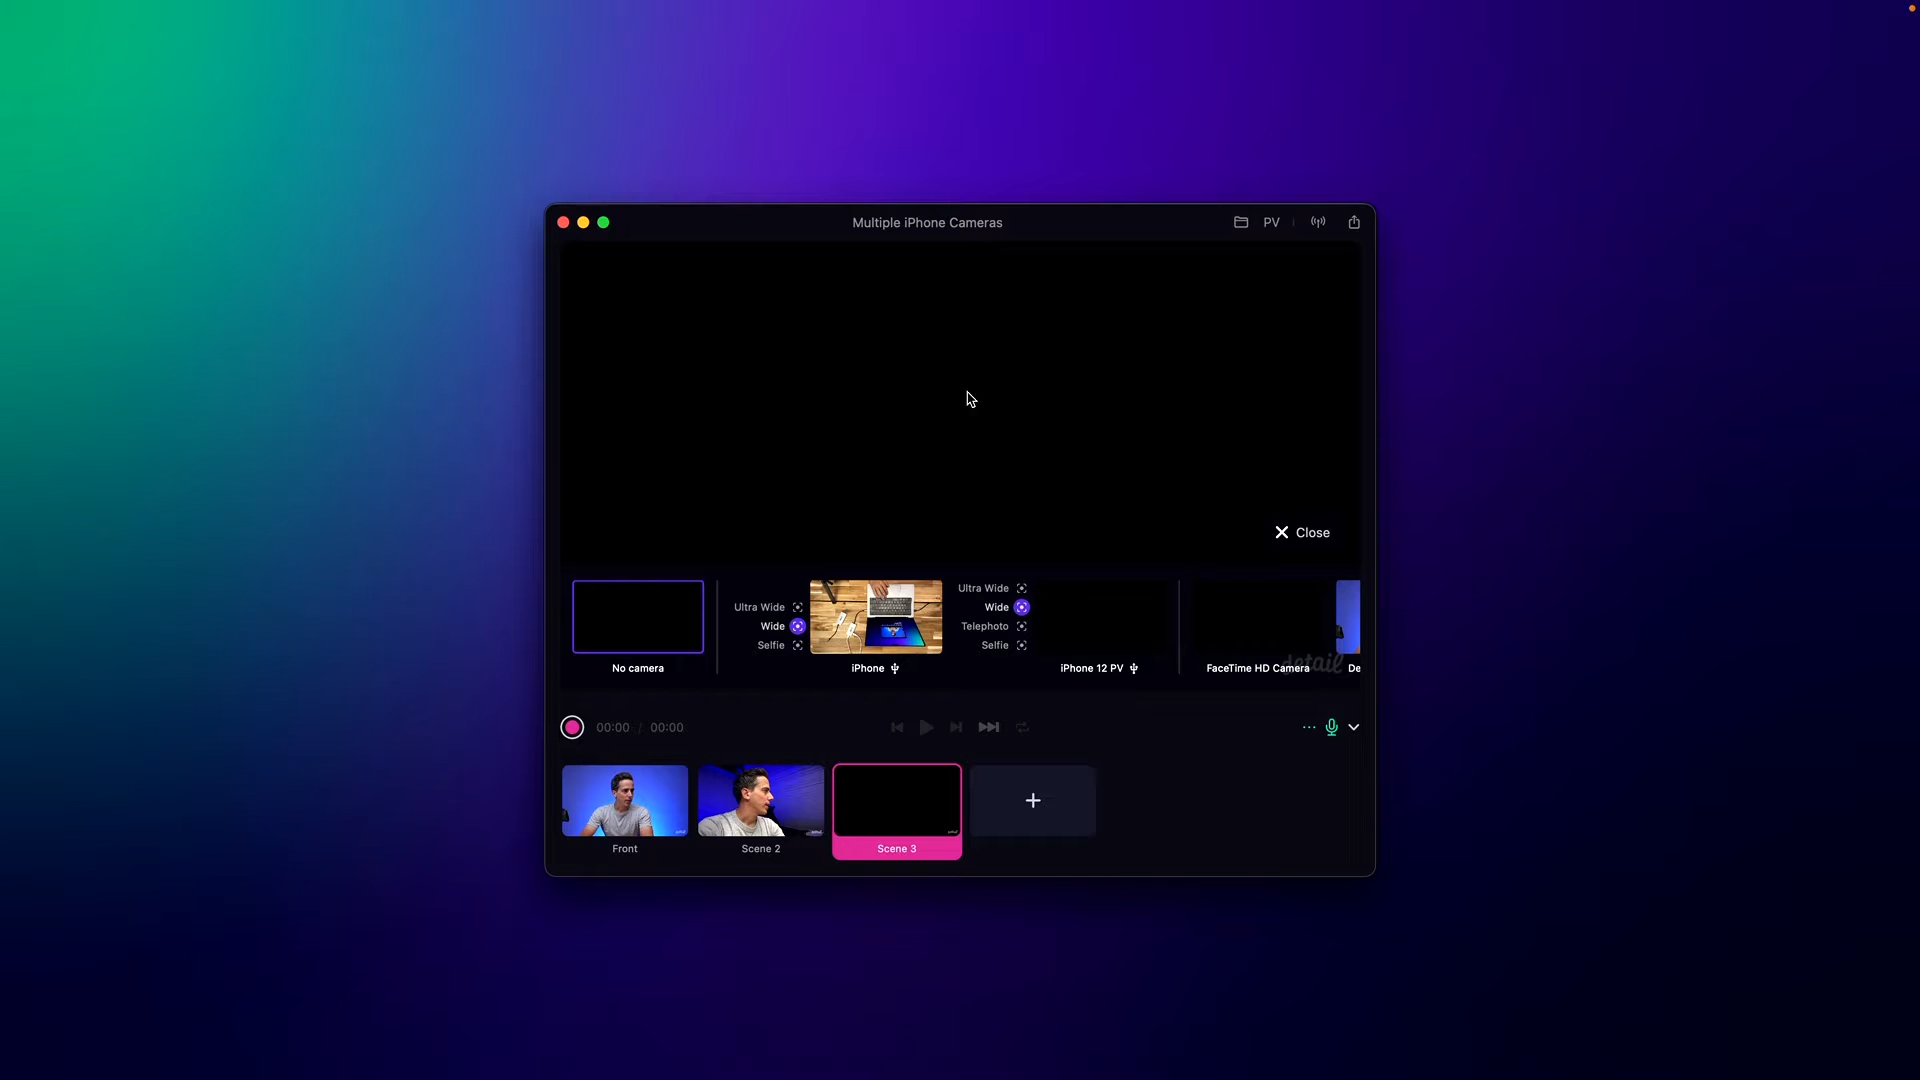 Multiple iPhone Cameras
PV
Close
Ultra Wide
Wide
Selfie
Ultra Wide
Wide
Telephoto
Selfie
No camera
iPhone
iPhone 12 PV
FaceTime HD Camera
detail
De
00:00 / 00:00
Front
Scene 2
Scene 3